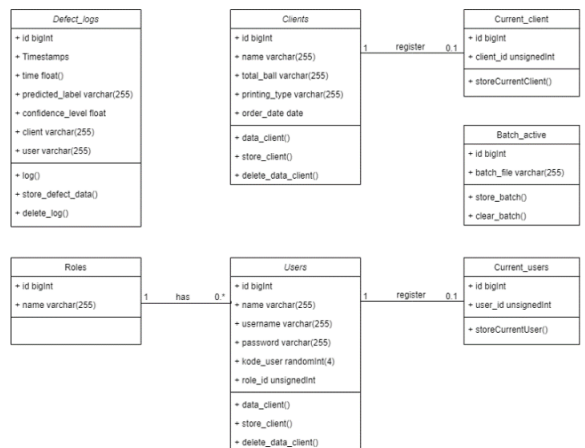 Defect_logs
+ id bigInt
+ Timestamps
+ time float()
+ predicted_label varchar(255)
+ confidence_level float
+ client varchar(255)
+ user varchar(255)
+ log()
+ store_defect_data()
+ delete_log()
Clients
+ id bigInt
+ name varchar(255)
+ total_ball varchar(255)
+ printing_type varchar(255)
+ order_date date
+ data_client()
+ store_client()
+ delete_data_client()
1 register 0.1
Current_client
+ id bigInt
+ client_id unsignedInt
+ storeCurrentClient()
Batch_active
+ id bigInt
+ batch_file varchar(255)
+ store_batch()
+ clear_batch()
Roles
+ id bigInt
+ name varchar(255)
1 has 0.*
Users
+ id bigInt
+ name varchar(255)
+ username varchar(255)
+ password varchar(255)
+ kode_user randomInt(4)
+ role_id unsignedInt
+ data_client()
+ store_client()
+ delete_data_client()
1 register 0.1
Current_users
+ id bigInt
+ user_id unsignedInt
+ storeCurrentUser()